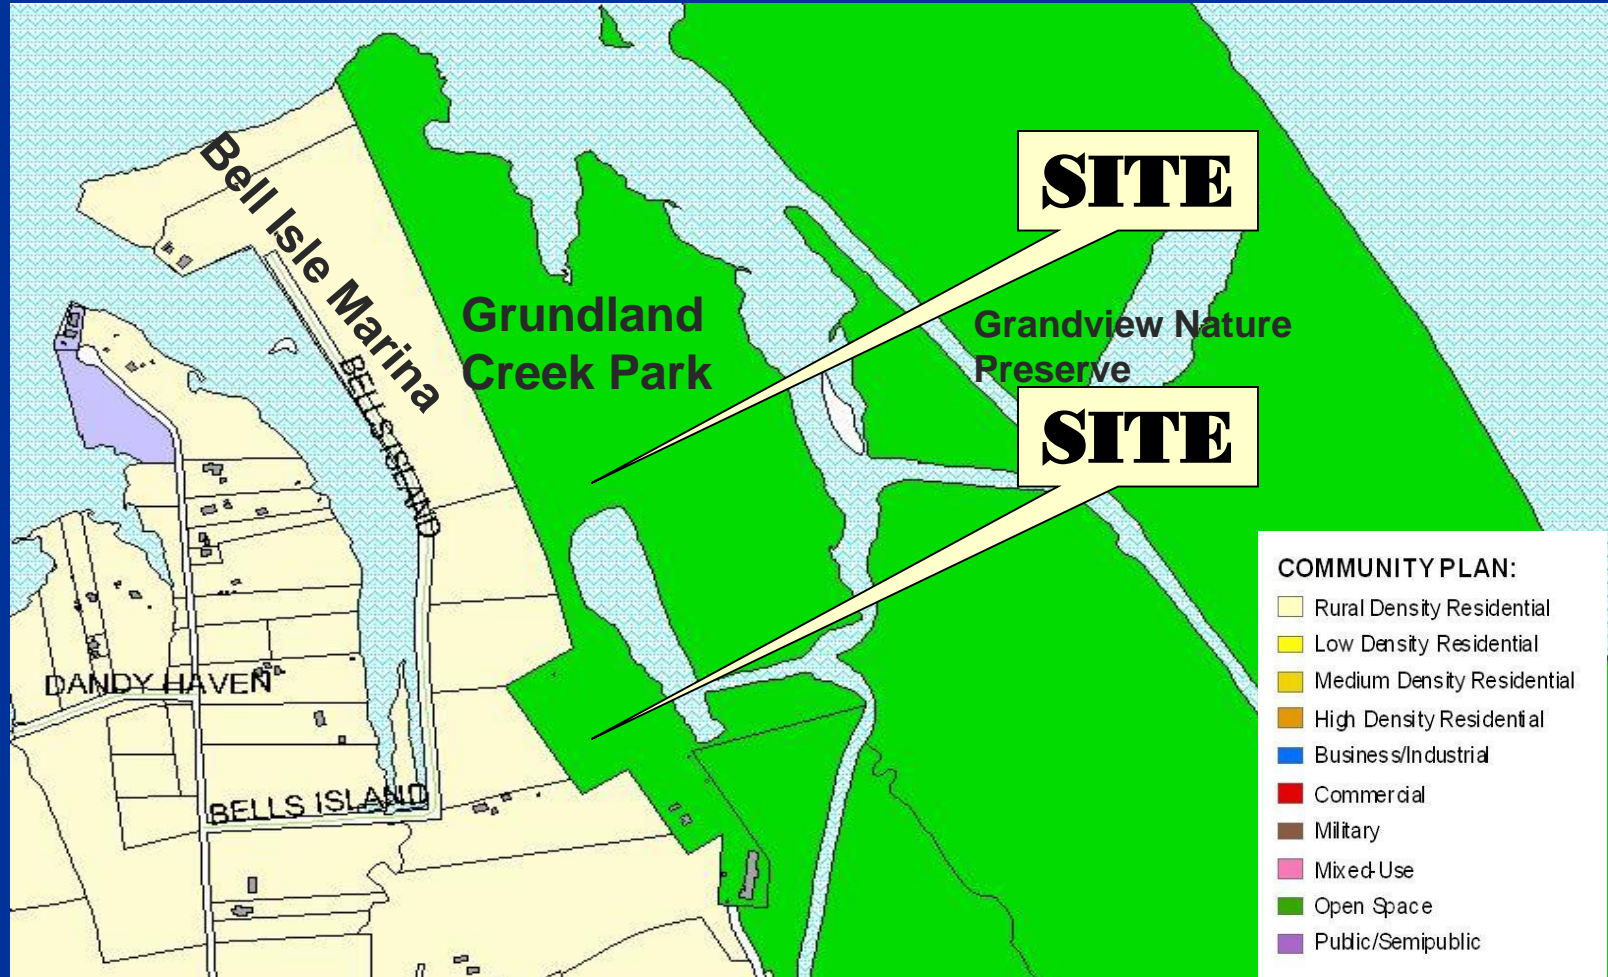 Bell Isle Marina
SITE
Grundland
Creek Park
Grandview Nature
Preserve
BELLS ISLAND
SITE
DANDY HAVEN
BELLS ISLAND
COMMUNITY PLAN:
Rural Density Residential
Low Density Residential
Medium Density Residential
High Density Residential
Business/Industrial
Commercial
Military
Mixed-Use
Open Space
Public/Semipublic